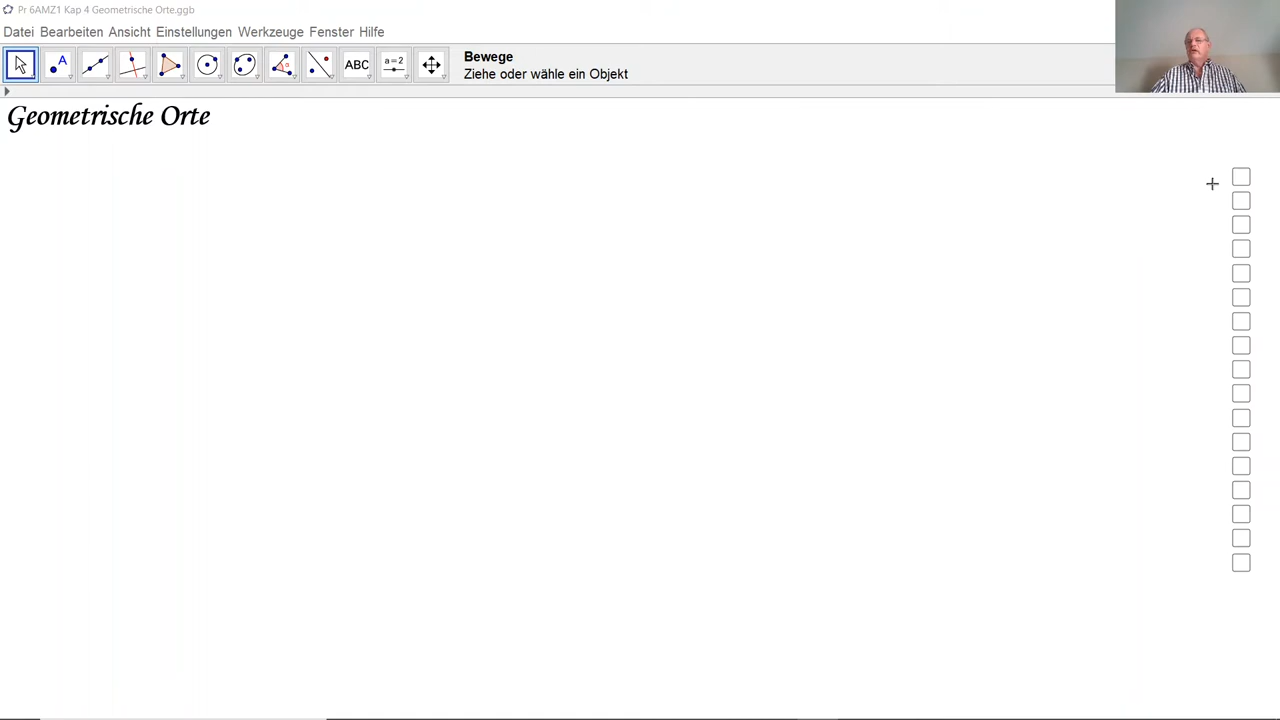 Pr 6AMZ1 Kap 4 Geometrische Orte.ggb
Datei Bearbeiten Ansicht Einstellungen Werkzeuge Fenster Hilfe
A
ABC
a=2
Bewege
Ziehe oder wähle ein Objekt
Geometrische Orte